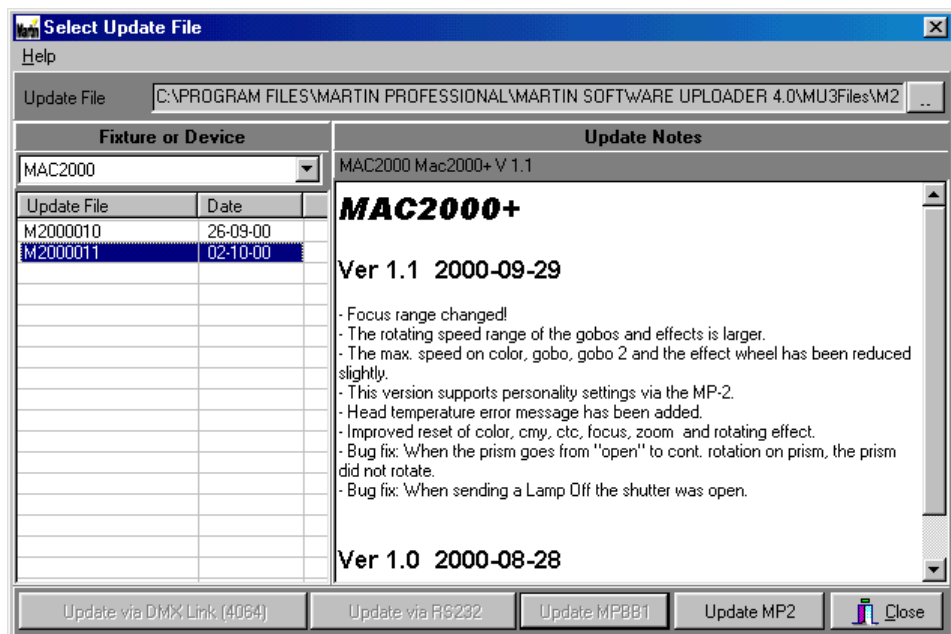 Martin Select Update File
Help
Update File C:\PROGRAM FILES\MARTIN PROFESSIONAL\MARTIN SOFTWARE UPLOADER 4.0\MU3Files\M2 ..
Fixture or Device
MAC2000
Update File Date
M2000010 26-09-00
M2000011 02-10-00
Update Notes
MAC2000 Mac2000+ V 1.1
MAC2000+
Ver 1.1 2000-09-29
- Focus range changed!
- The rotating speed range of the gobos and effects is larger.
- The max. speed on color, gobo, gobo 2 and the effect wheel has been reduced
slightly.
- This version supports personality settings via the MP-2.
- Head temperature error message has been added.
- Improved reset of color, cmy, ctc, focus, zoom and rotating effect.
- Bug fix: When the prism goes from "open" to cont. rotation on prism, the prism
did not rotate.
- Bug fix: When sending a Lamp Off the shutter was open.
Ver 1.0 2000-08-28
Update via DMX Link (4064) Update via RS232 Update MPBB1 Update MP2 Close